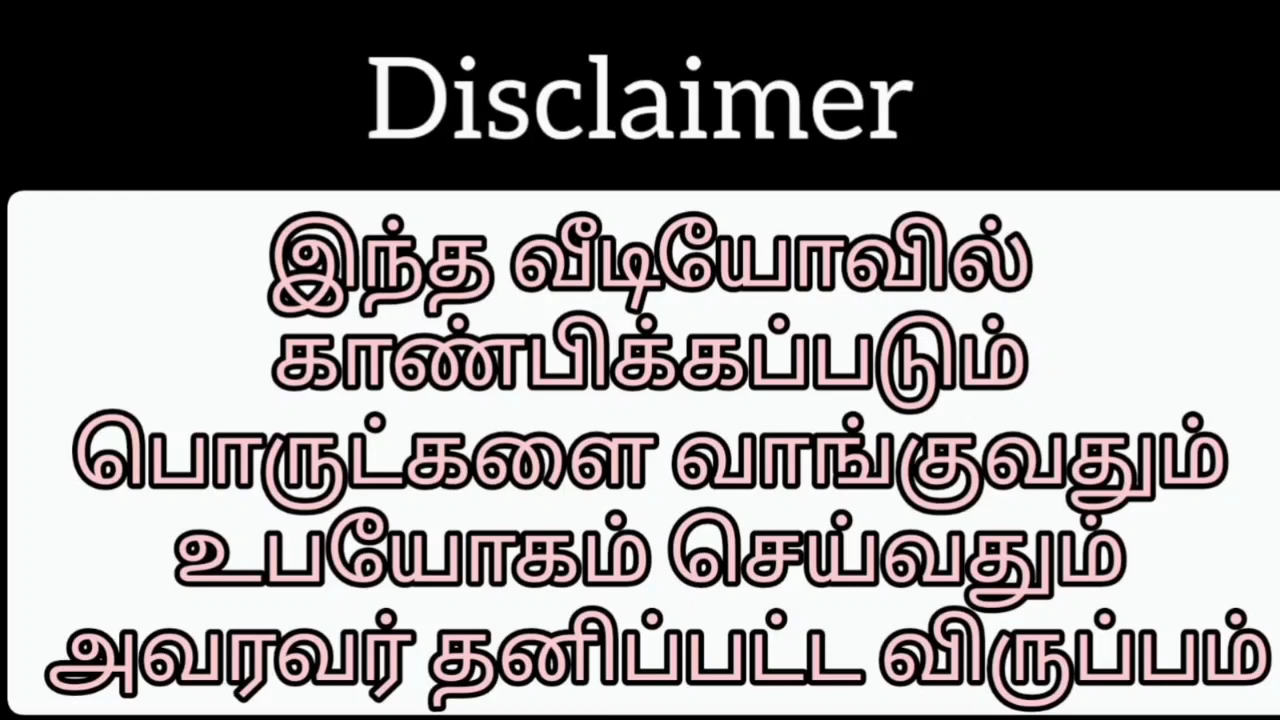 Disclaimer
இந்த வீடியோவில்
காண்பிக்கப்படும்
பொருட்களை வாங்குவதும்
உபயோகம் செய்வதும்
அவரவர் தனிப்பட்ட விருப்பம்